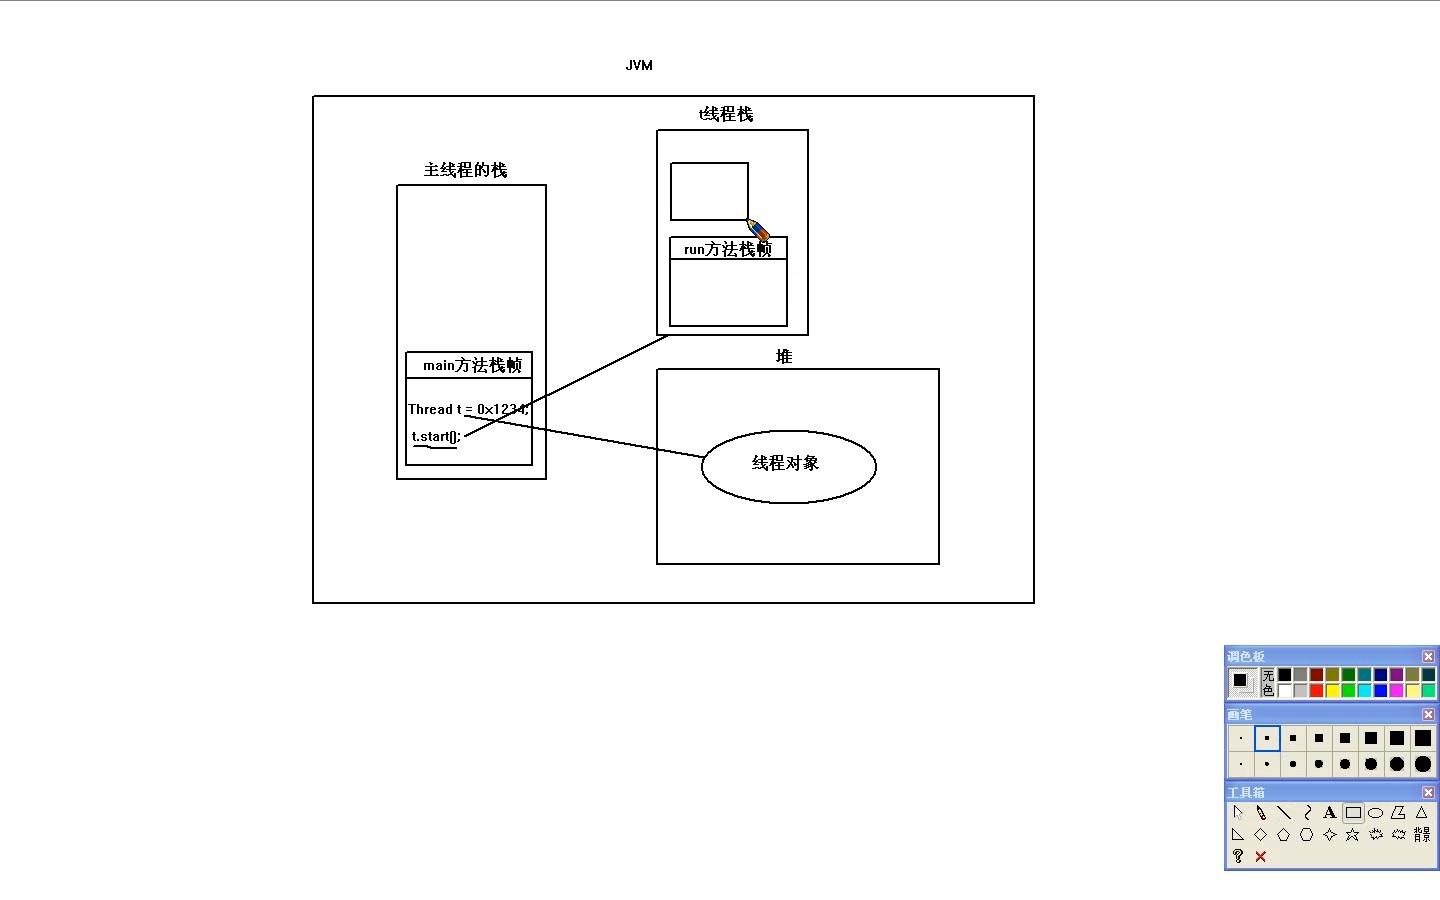 JVM
t线程栈
主线程的栈
run方法栈帧
堆
main方法栈帧
Thread t = 0x1234;
t.start();
线程对象
调色板
无色
画笔
工具箱
A
背景
?